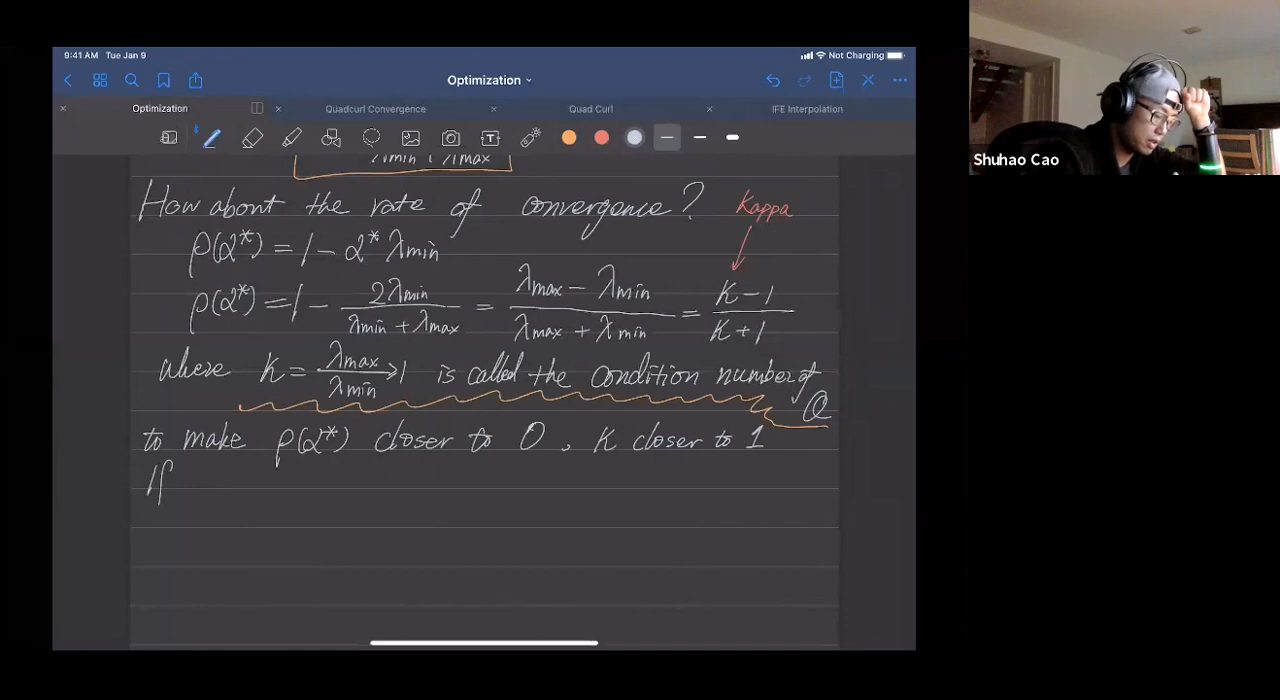 9:41 AM Tue Jan 9
Not Charging
Optimization
Optimization
Quadcurl Convergence
Quad Curl
IFE Interpolation
Shuhao Cao
λmin + λmax
How about the rate of convergence? Kappa
ρ(α*) = 1 - α* λmin
ρ(α*) = 1 - 2λmin / (λmin + λmax) = (λmax - λmin) / (λmax + λmin) = (κ - 1) / (κ + 1)
where κ = λmax / λmin > 1 is called the condition number of Q
to make ρ(α*) closer to 0, κ closer to 1
If